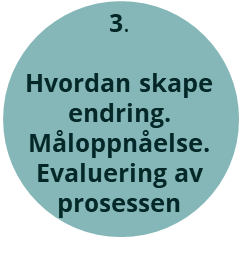 3.
Hvordan skape
endring.
Måloppnåelse.
Evaluering av
prosessen